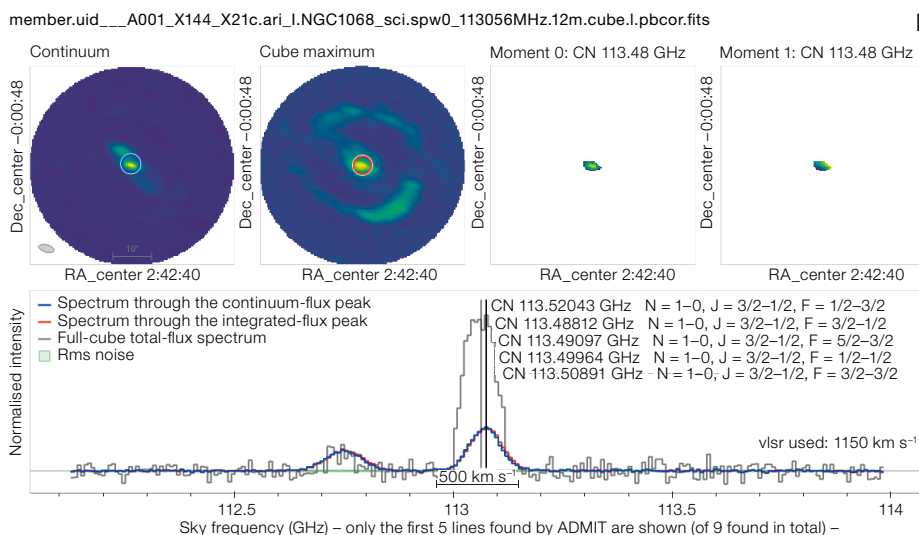 member.uid___A001_X144_X21c.ari_l.NGC1068_sci.spw0_113056MHz.12m.cube.I.pbcor.fits
Continuum
Cube maximum
Moment 0: CN 113.48 GHz
Moment 1: CN 113.48 GHz
Dec_center –0:00:48
Dec_center –0:00:48
Dec_center –0:00:48
Dec_center –0:00:48
10"
RA_center 2:42:40
RA_center 2:42:40
RA_center 2:42:40
RA_center 2:42:40
Normalised intensity
Spectrum through the continuum-flux peak
Spectrum through the integrated-flux peak
Full-cube total-flux spectrum
Rms noise
CN 113.52043 GHz N = 1–0, J = 3/2–1/2, F = 1/2–3/2
CN 113.48812 GHz N = 1–0, J = 3/2–1/2, F = 3/2–1/2
CN 113.49097 GHz N = 1–0, J = 3/2–1/2, F = 5/2–3/2
CN 113.49964 GHz N = 1–0, J = 3/2–1/2, F = 1/2–1/2
CN 113.50891 GHz N = 1–0, J = 3/2–1/2, F = 3/2–3/2
vlsr used: 1150 km s⁻¹
500 km s⁻¹
112.5
113
113.5
114
Sky frequency (GHz) – only the first 5 lines found by ADMIT are shown (of 9 found in total) –